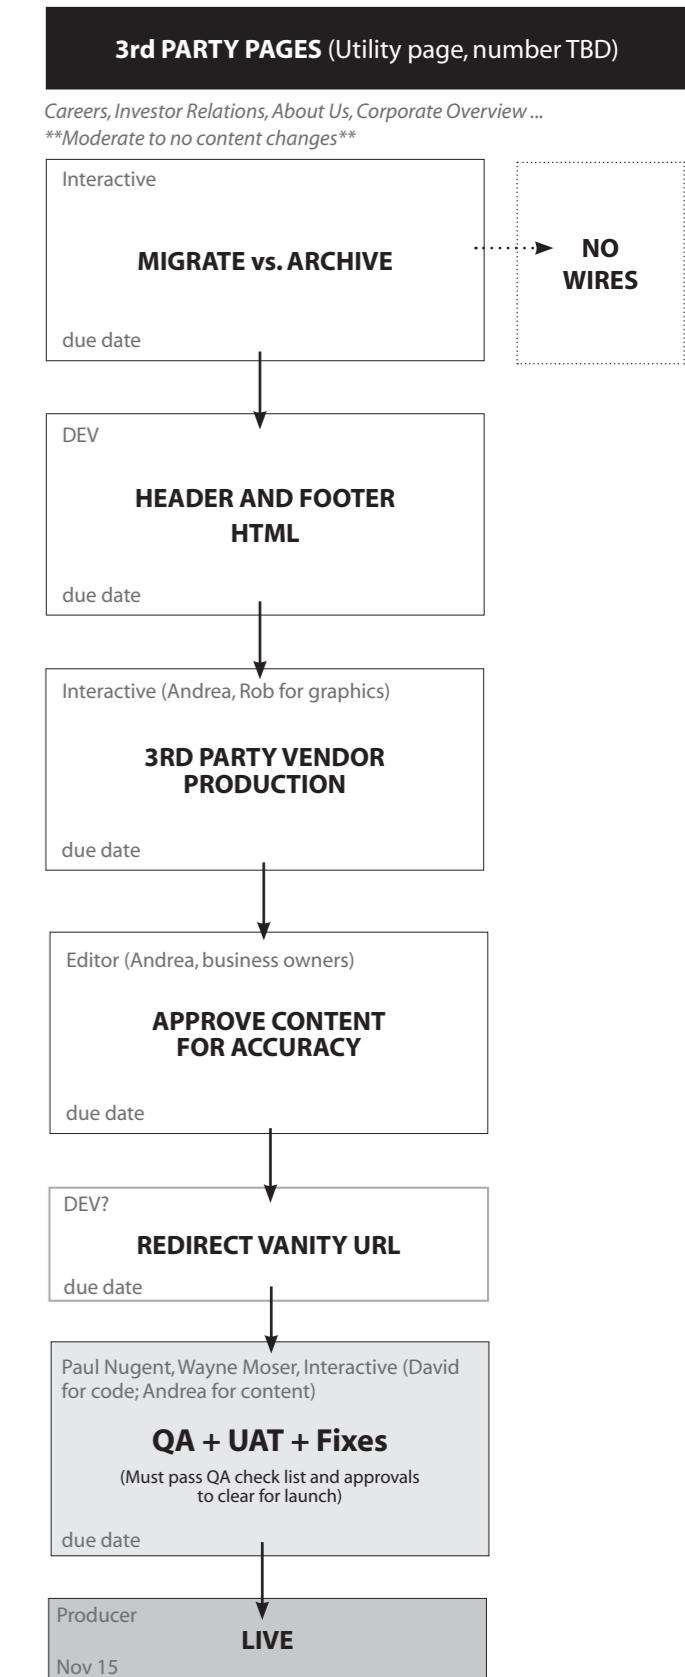 3rd PARTY PAGES (Utility page, number TBD)
Careers, Investor Relations, About Us, Corporate Overview ...
**Moderate to no content changes**
Interactive
MIGRATE vs. ARCHIVE
due date
NO
WIRES
DEV
HEADER AND FOOTER
HTML
due date
Interactive (Andrea, Rob for graphics)
3RD PARTY VENDOR
PRODUCTION
due date
Editor (Andrea, business owners)
APPROVE CONTENT
FOR ACCURACY
due date
DEV?
REDIRECT VANITY URL
due date
Paul Nugent, Wayne Moser, Interactive (David
for code; Andrea for content)
QA + UAT + Fixes
(Must pass QA check list and approvals
to clear for launch)
due date
Producer
LIVE
Nov 15